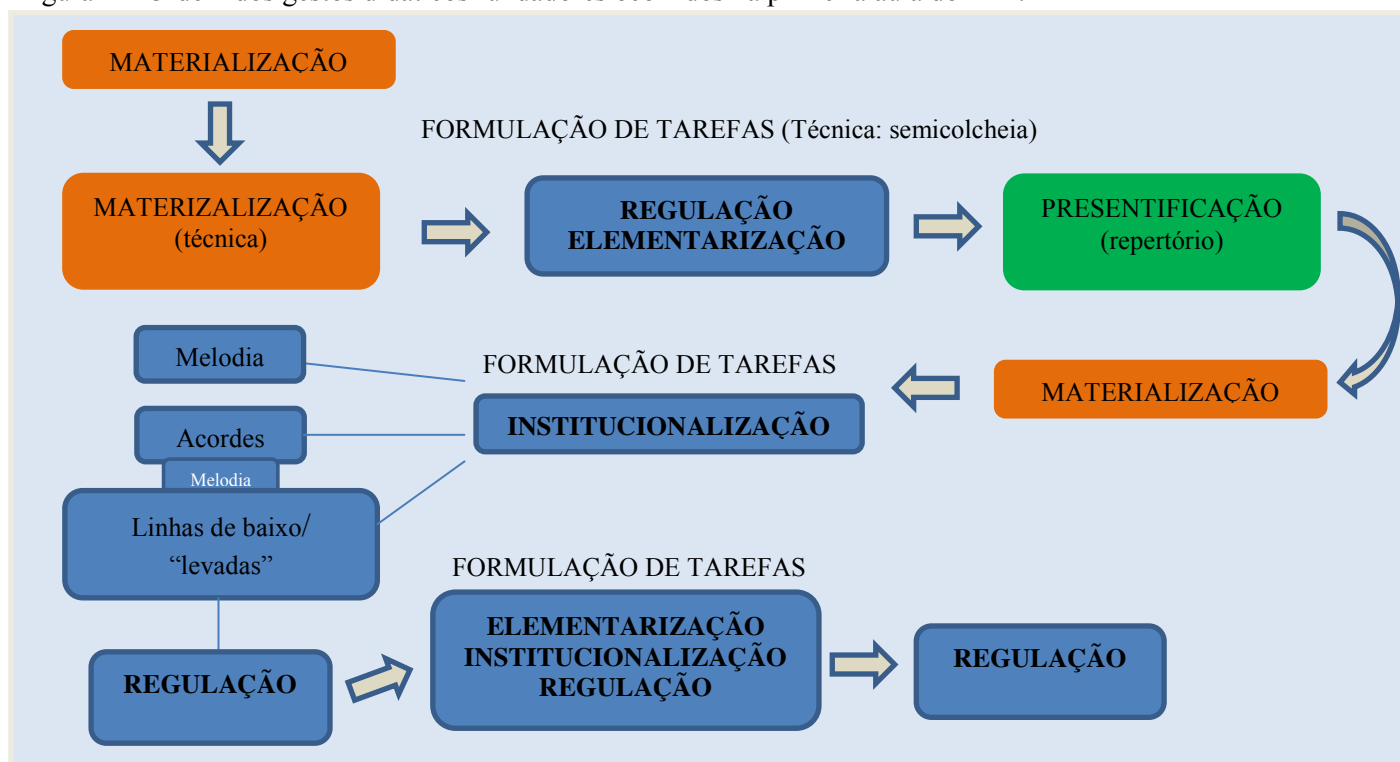 MATERIALIZAÇÃO
FORMULAÇÃO DE TAREFAS (Técnica: semicolcheia)
MATERIZALIZAÇÃO
(técnica)
REGULAÇÃO
ELEMENTARIZAÇÃO
PRESENTIFICAÇÃO
(repertório)
Melodia
FORMULAÇÃO DE TAREFAS
MATERIALIZAÇÃO
INSTITUCIONALIZAÇÃO
Acordes
Melodia
Linhas de baixo/
“levadas”
FORMULAÇÃO DE TAREFAS
ELEMENTARIZAÇÃO
INSTITUCIONALIZAÇÃO
REGULAÇÃO
REGULAÇÃO
REGULAÇÃO